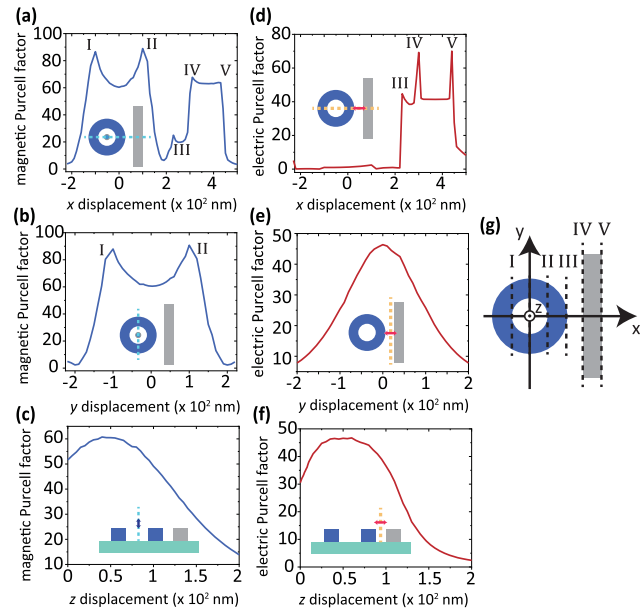 (a)
magnetic Purcell factor
100
80
60
40
20
0
I
II
III
IV
V
-2
0
2
4
x displacement (x 10² nm)
(d)
electric Purcell factor
80
60
40
20
0
III
IV
V
-2
0
2
4
x displacement (x 10² nm)
(b)
magnetic Purcell factor
100
80
60
40
20
0
I
II
-2
-1
0
1
2
y displacement (x 10² nm)
(e)
electric Purcell factor
50
40
30
20
10
-2
-1
0
1
2
y displacement (x 10² nm)
(g)
y
I
II
III
IV
V
z
x
(c)
magnetic Purcell factor
60
50
40
30
20
10
0
0.5
1
1.5
2
z displacement (x 10² nm)
(f)
electric Purcell factor
50
40
30
20
10
0
0
0.5
1
1.5
2
z displacement (x 10² nm)